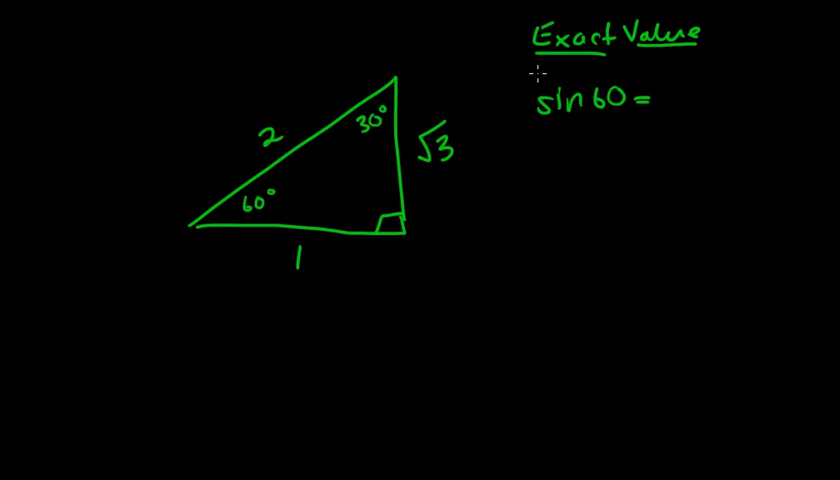 Exact Value
sin 60 =
2
30°
√3
60°
1